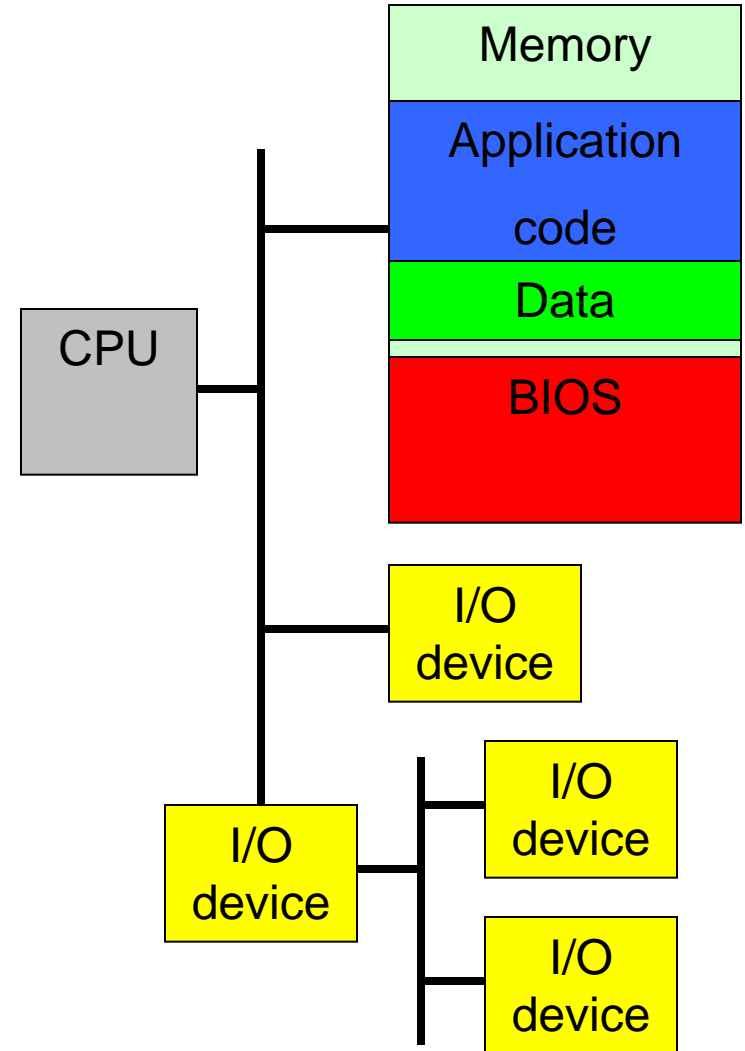 Memory
Application
code
Data
CPU
BIOS
I/O
device
I/O
device
I/O
device
I/O
device